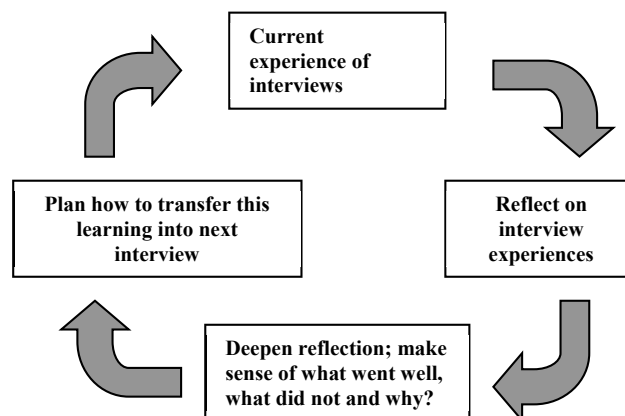 Current
experience of
interviews
Plan how to transfer this
learning into next
interview
Reflect on
interview
experiences
Deepen reflection; make
sense of what went well,
what did not and why?